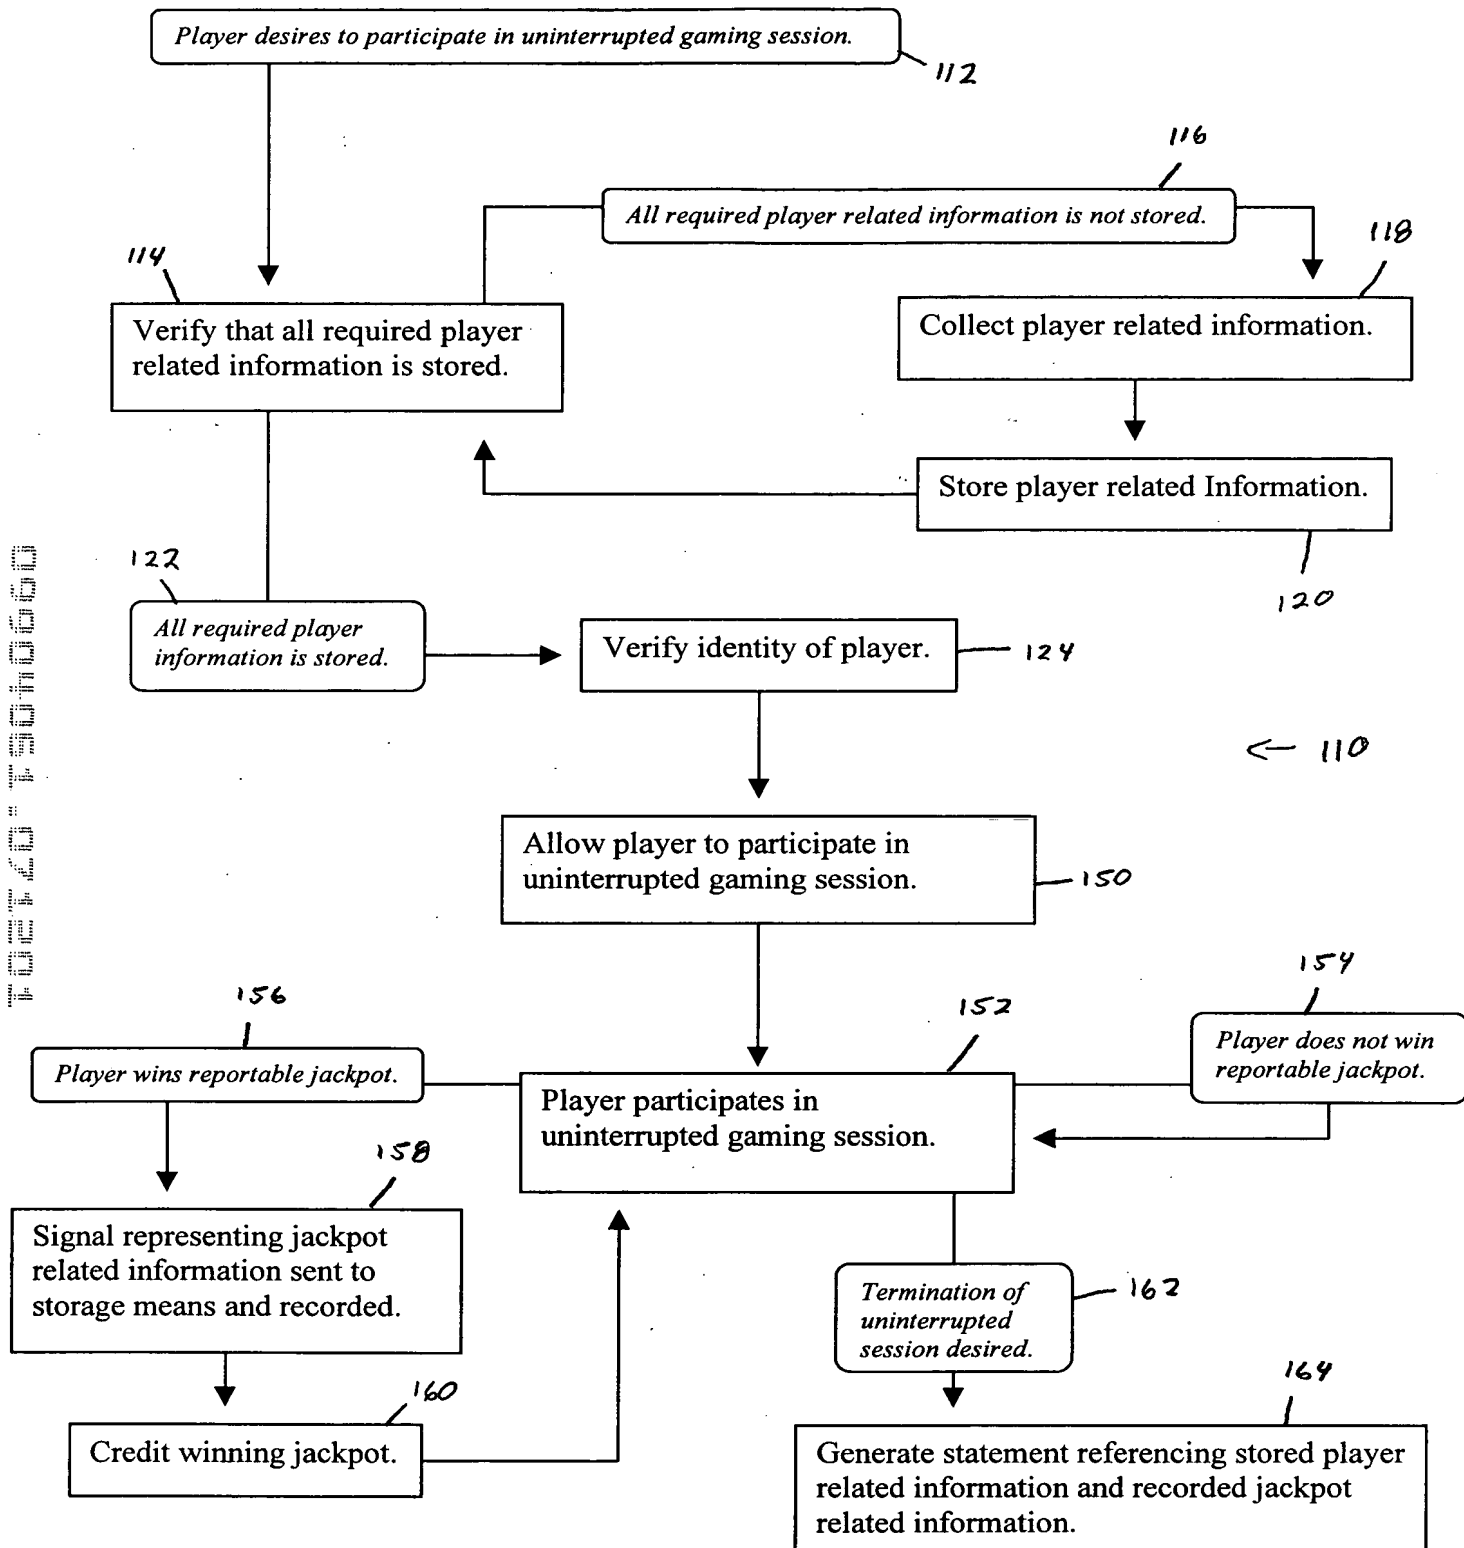 Player desires to participate in uninterrupted gaming session.
112
116
All required player related information is not stored.
114
118
Verify that all required player
related information is stored.
Collect player related information.
Store player related Information.
120
122
All required player
information is stored.
Verify identity of player.
124
110
Allow player to participate in
uninterrupted gaming session.
150
156
152
154
Player wins reportable jackpot.
Player participates in
uninterrupted gaming session.
Player does not win
reportable jackpot.
158
Signal representing jackpot
related information sent to
storage means and recorded.
Termination of
uninterrupted
session desired.
162
160
Credit winning jackpot.
164
Generate statement referencing stored player
related information and recorded jackpot
related information.